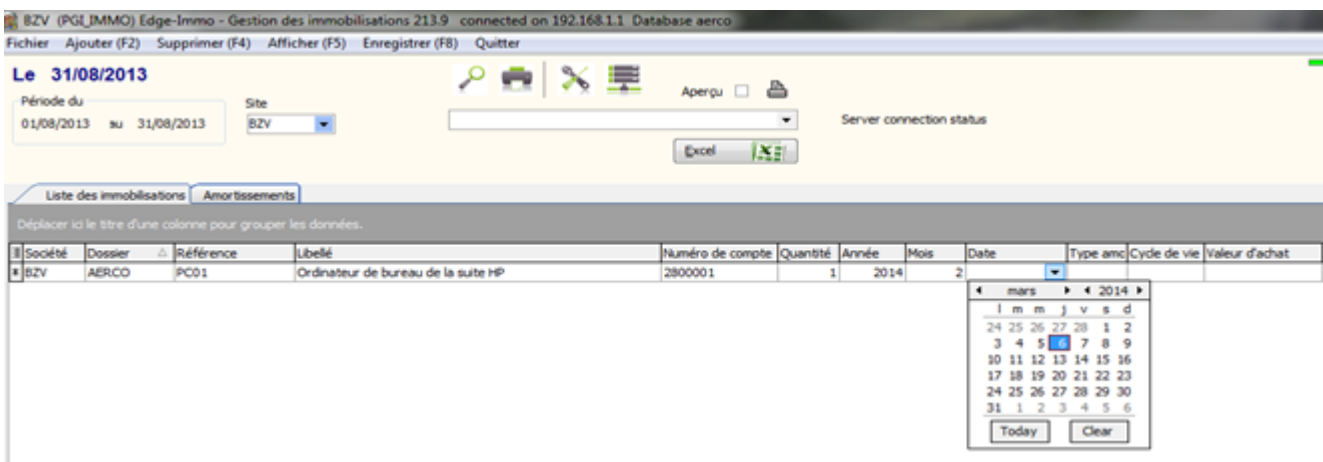 BZV (PGI_IMMO) Edge-Immo - Gestion des immobilisations 213.9 connected on 192.168.1.1 Database aerco
Fichier Ajouter (F2) Supprimer (F4) Afficher (F5) Enregistrer (F8) Quitter
Le 31/08/2013
Période du
01/08/2013 au 31/08/2013
Site
BZV
Aperçu
Server connection status
Excel
Liste des immobilisations Amortissements
Déplacer ici le titre d'une colonne pour grouper les données.
Société Dossier Référence Libellé Numéro de compte Quantité Année Mois Date Type amc Cycle de vie Valeur d'achat
BZV AERCO PC01 Ordinateur de bureau de la suite HP 2800001 1 2014 2
mars 2014
l m m j v s d
24 25 26 27 28 1 2
3 4 5 6 7 8 9
10 11 12 13 14 15 16
17 18 19 20 21 22 23
24 25 26 27 28 29 30
31 1 2 3 4 5 6
Today Clear